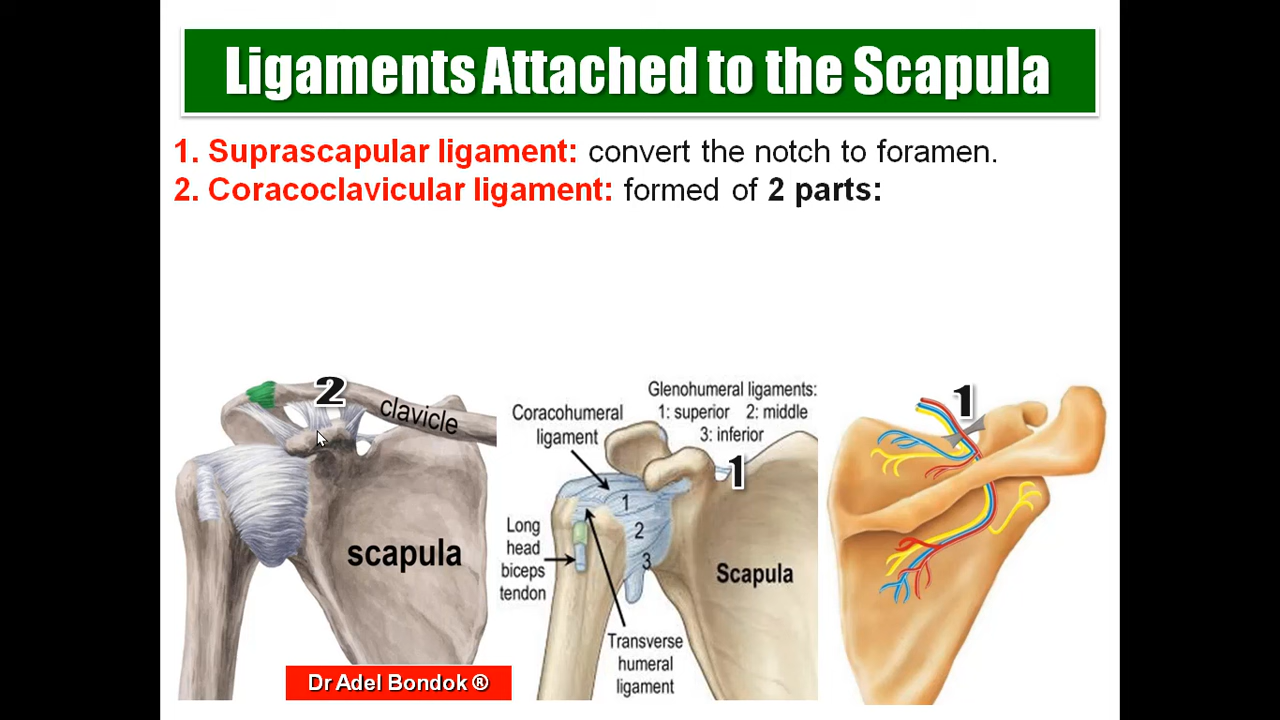 Ligaments Attached to the Scapula
1. Suprascapular ligament: convert the notch to foramen.
2. Coracoclavicular ligament: formed of 2 parts:
2
clavicle
scapula
Dr Adel Bondok ®
Glenohumeral ligaments:
1: superior 2: middle
3: inferior
Coracohumeral
ligament
1
1
2
3
Long
head
biceps
tendon
Scapula
Transverse
humeral
ligament
1